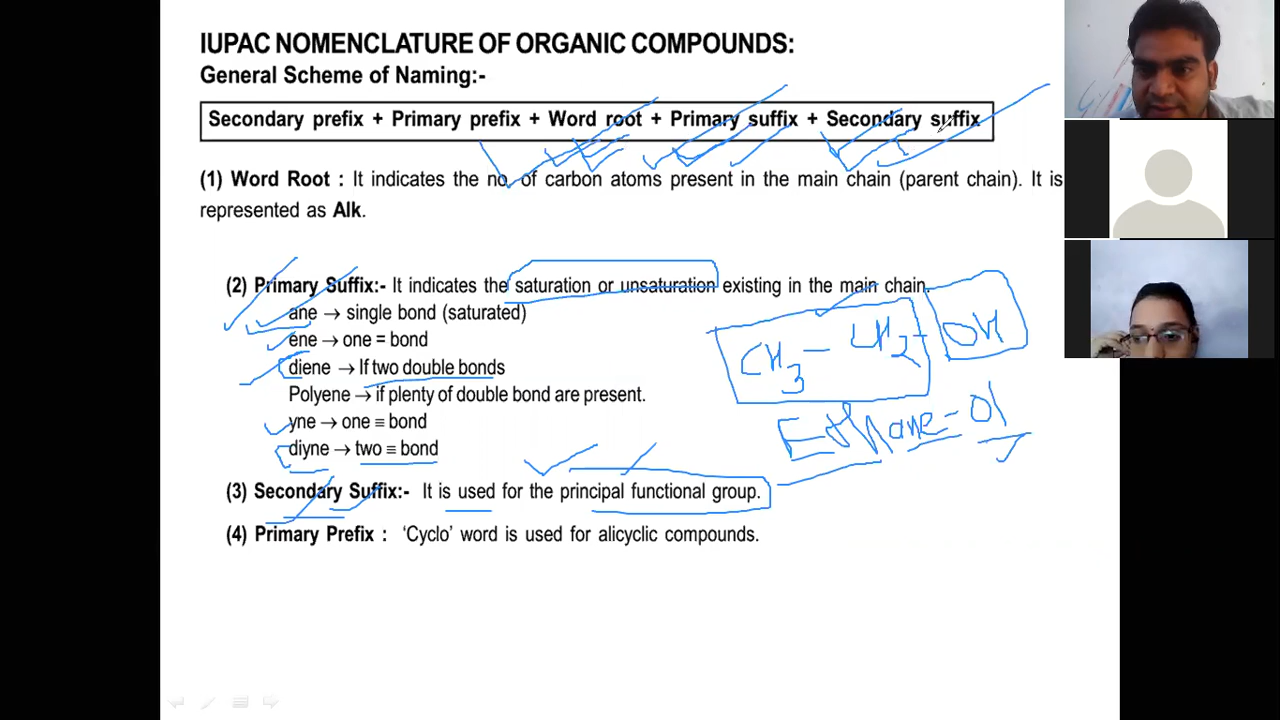 IUPAC NOMENCLATURE OF ORGANIC COMPOUNDS:
General Scheme of Naming:-
Secondary prefix + Primary prefix + Word root + Primary suffix + Secondary suffix
(1) Word Root : It indicates the no. of carbon atoms present in the main chain (parent chain). It is
represented as Alk.
(2) Primary Suffix:- It indicates the saturation or unsaturation existing in the main chain.
ane → single bond (saturated)
ene → one = bond
diene → If two double bonds
Polyene → if plenty of double bond are present.
yne → one ≡ bond
diyne → two ≡ bond
CH3 – CH2 – OH
Ethane – ol
(3) Secondary Suffix:- It is used for the principal functional group.
(4) Primary Prefix : ‘Cyclo’ word is used for alicyclic compounds.